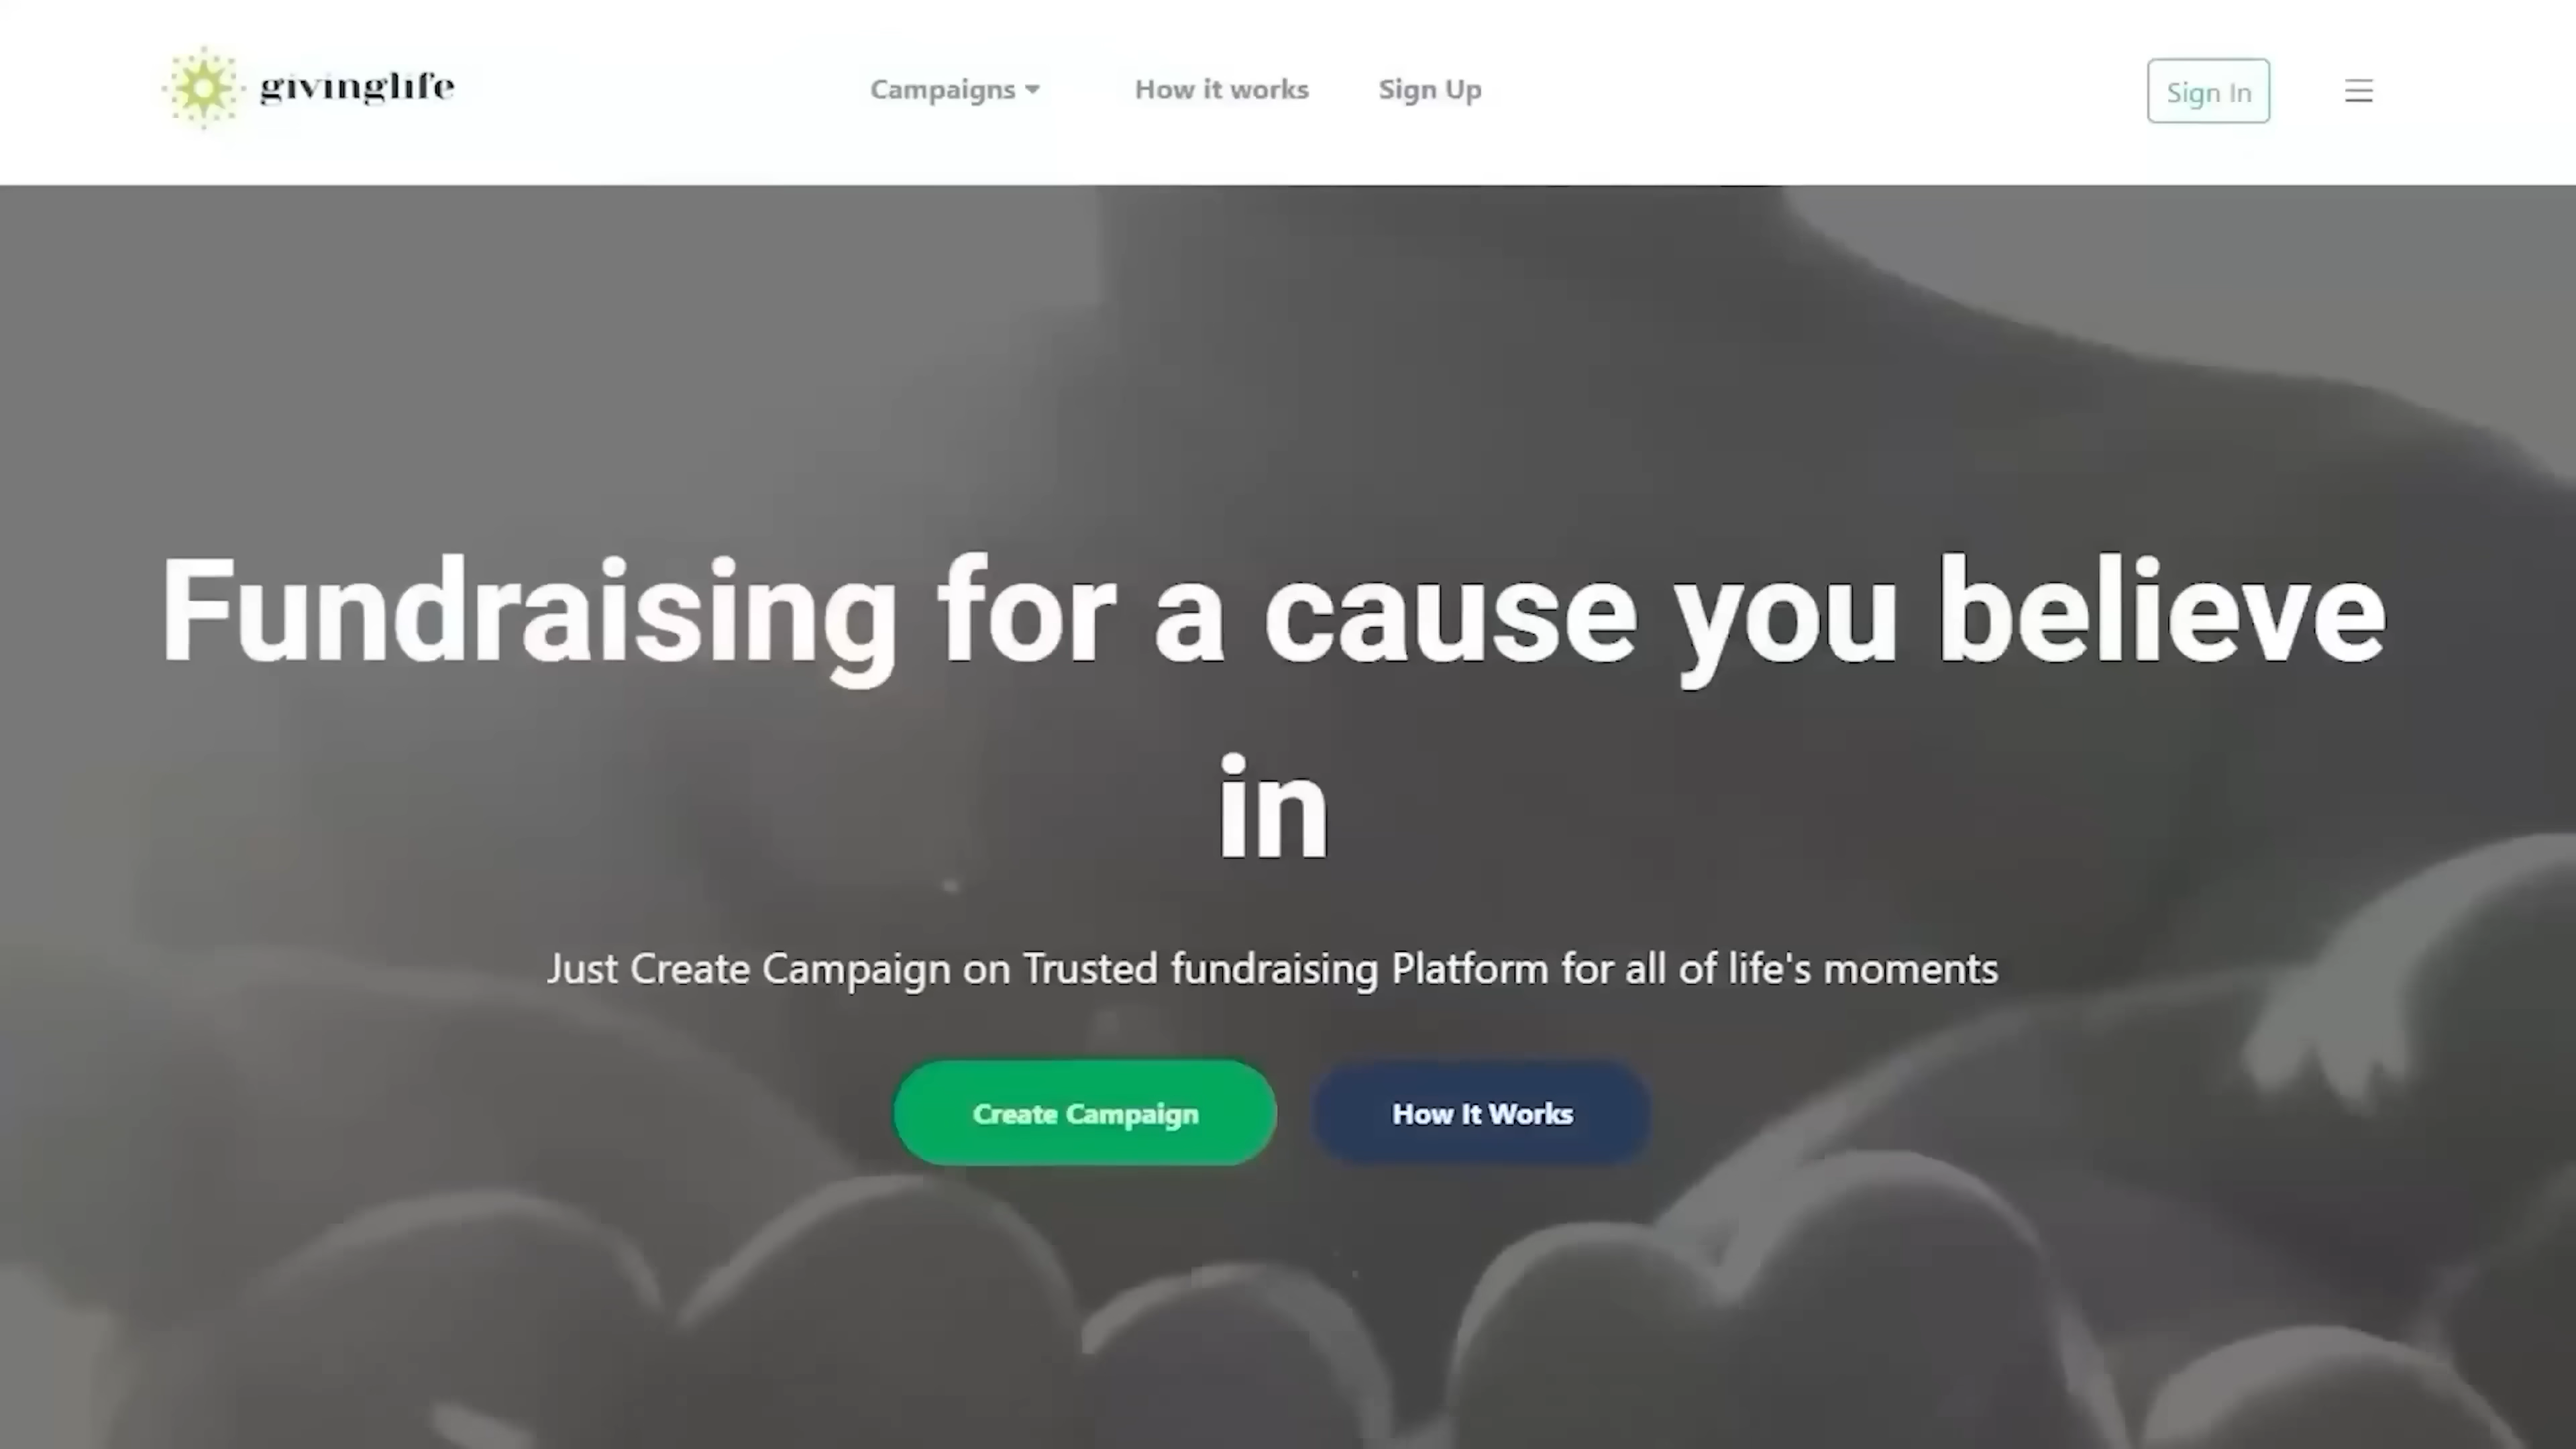 givinglife
Campaigns
How it works
Sign Up
Sign In
Fundraising for a cause you believe
in
Just Create Campaign on Trusted fundraising Platform for all of life's moments
Create Campaign
How It Works